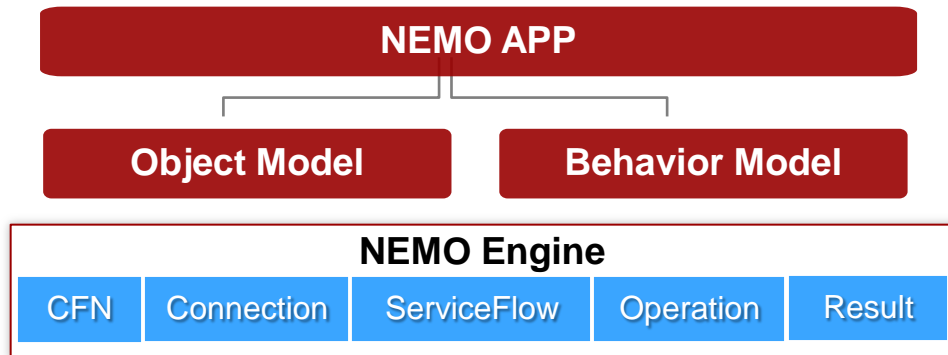 NEMO APP
Object Model
Behavior Model
NEMO Engine
CFN
Connection
ServiceFlow
Operation
Result